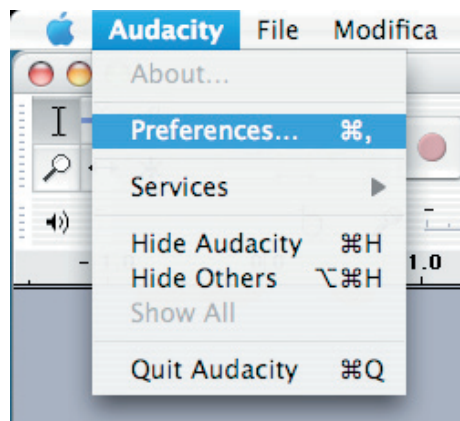 Audacity File Modifica
About...
Preferences... ⌘,
Services
Hide Audacity ⌘H
Hide Others ⌥⌘H
Show All
Quit Audacity ⌘Q
1.0